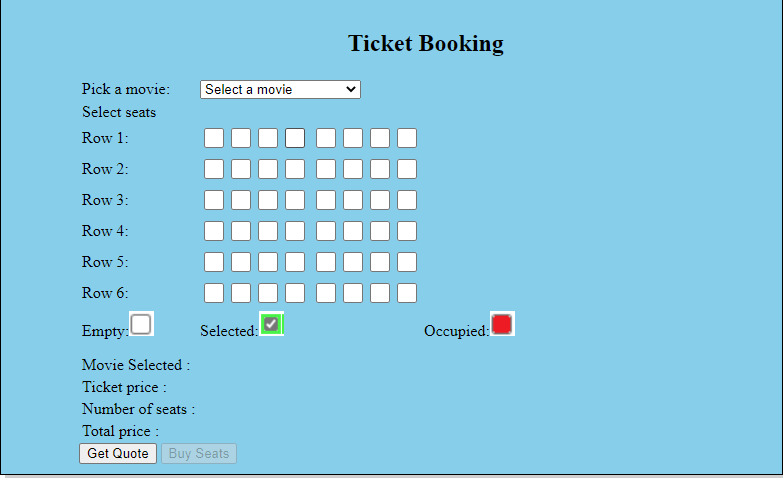 Ticket Booking
Pick a movie: Select a movie
Select seats
Row 1:
Row 2:
Row 3:
Row 4:
Row 5:
Row 6:
Empty: Selected: Occupied:
Movie Selected :
Ticket price :
Number of seats :
Total price :
Get Quote Buy Seats